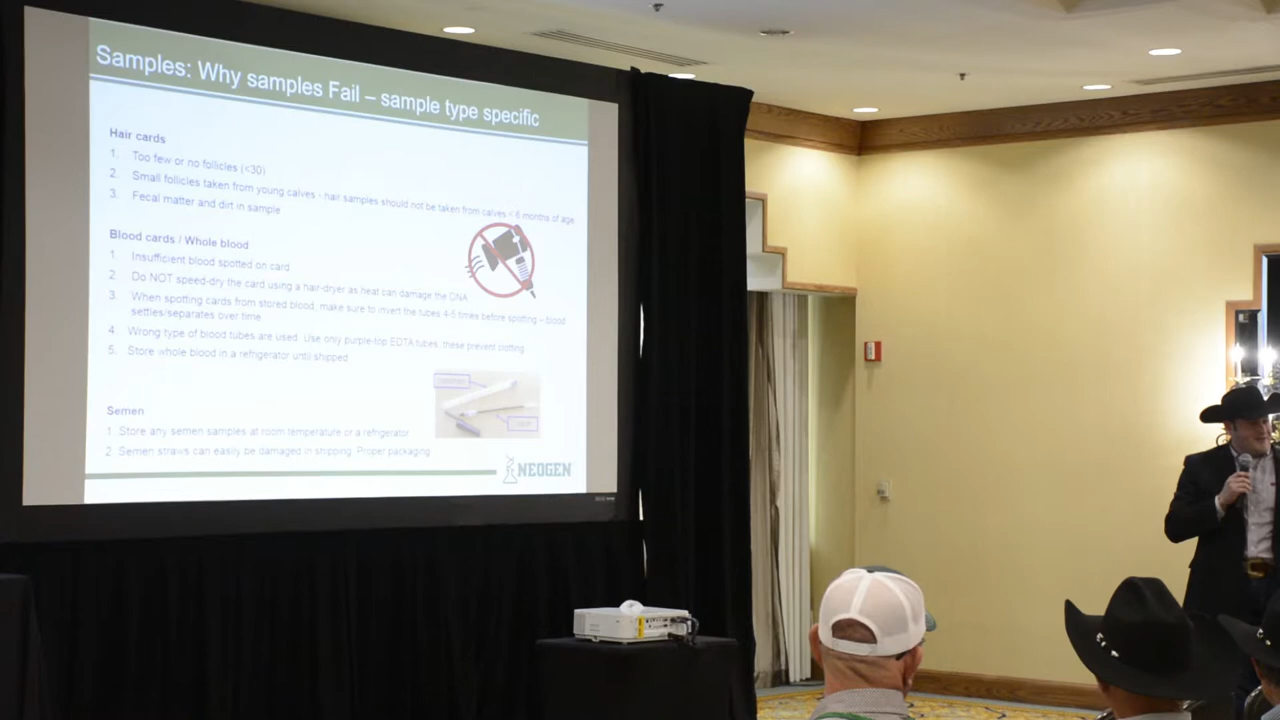 Samples: Why samples Fail – sample type specific
Hair cards
1. Too few or no follicles (<30)
2. Small follicles taken from young calves - hair samples should not be taken from calves < 6 months of age
3. Fecal matter and dirt in sample
Blood cards / Whole blood
1. Insufficient blood spotted on card
2. Do NOT speed-dry the card using a hair-dryer as heat can damage the DNA
3. When spotting cards from stored blood, make sure to invert the tubes 4-5 times before spotting – blood
settles/separates over time
4. Wrong type of blood tubes are used. Use only purple-top EDTA tubes, these prevent clotting
5. Store whole blood in a refrigerator until shipped
Semen
1 Store any semen samples at room temperature or a refrigerator
2 Semen straws can easily be damaged in shipping. Proper packaging
NEOGEN